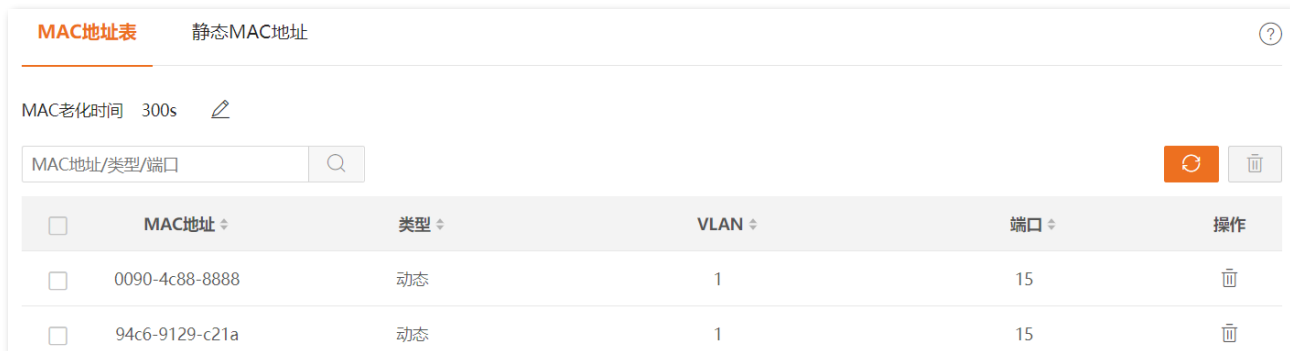 MAC地址表 静态MAC地址
MAC老化时间 300s
MAC地址/类型/端口
MAC地址 类型 VLAN 端口 操作
0090-4c88-8888 动态 1 15
94c6-9129-c21a 动态 1 15